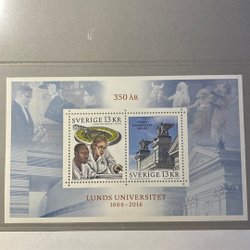 350 ÅR
SVERIGE 13 KR
SVERIGE 13 KR
LUNDS UNIVERSITET
1666-2016